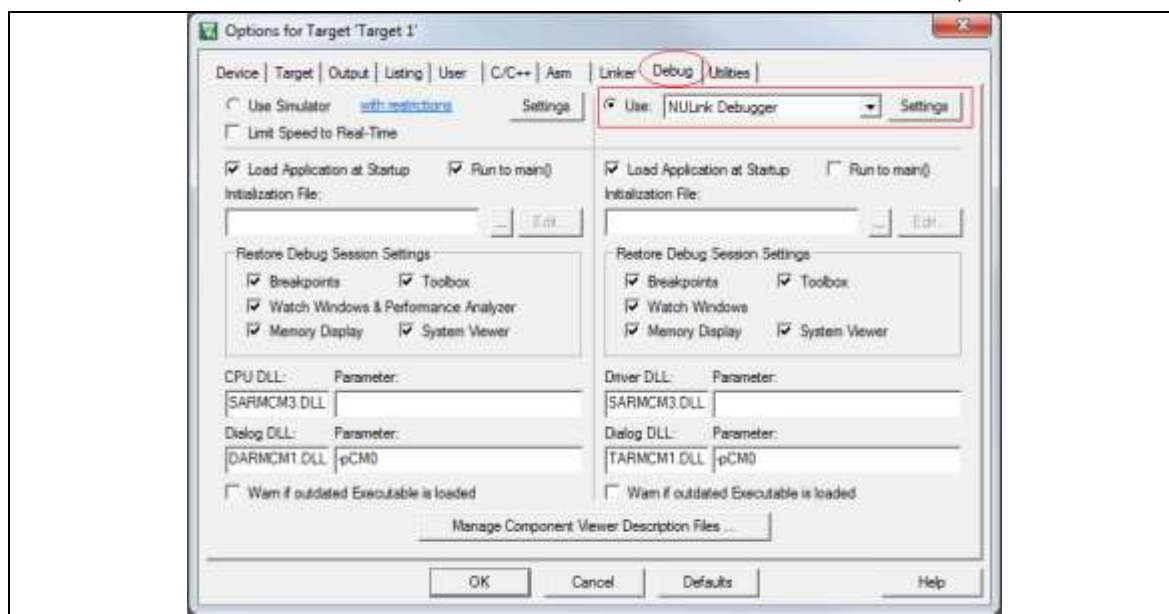 Options for Target 'Target 1'
Device Target Output Listing User C/C++ Asm Linker Debug Utilities
Use Simulator with restrictions Settings Use: NULink Debugger Settings
Limit Speed to Real-Time
Load Application at Startup Run to main() Load Application at Startup Run to main()
Initialization File: Initialization File:
... Edit... ... Edit...
Restore Debug Session Settings Restore Debug Session Settings
Breakpoints Toolbox Breakpoints Toolbox
Watch Windows & Performance Analyzer Watch Windows
Memory Display System Viewer Memory Display System Viewer
CPU DLL: Parameter: Driver DLL: Parameter:
SARMCM3.DLL SARMCM3.DLL
Dialog DLL: Parameter: Dialog DLL: Parameter:
DARMCM1.DLL -pCM0 TARMCM1.DLL -pCM0
Warn if outdated Executable is loaded Warn if outdated Executable is loaded
Manage Component Viewer Description Files ...
OK Cancel Defaults Help